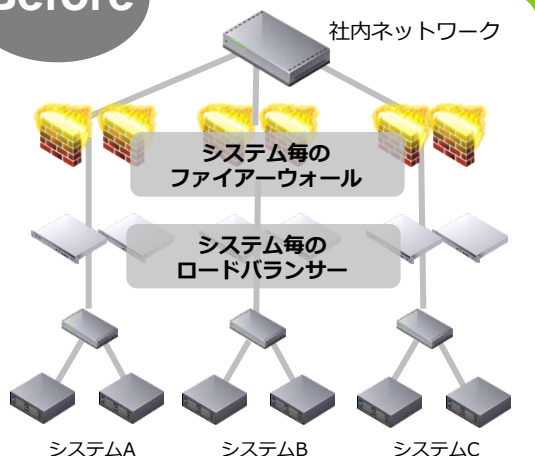 Before
社内ネットワーク
システム毎の
ファイアーウォール
システム毎の
ロードバランサー
システムA
システムB
システムC